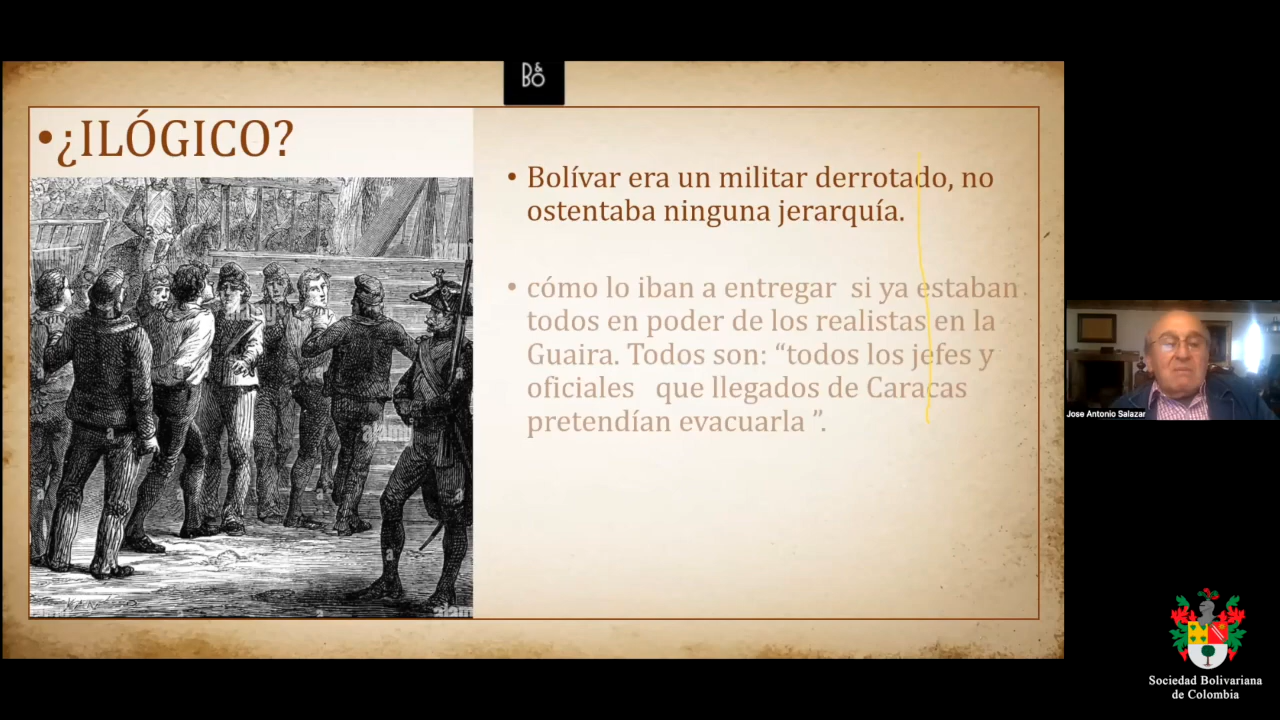 B&O
•¿ILÓGICO?
• Bolívar era un militar derrotado, no
ostentaba ninguna jerarquía.
• cómo lo iban a entregar si ya estaban
todos en poder de los realistas en la
Guaira. Todos son: “todos los jefes y
oficiales que llegados de Caracas
pretendían evacuarla ”.
Jose Antonio Salazar
Sociedad Bolivariana
de Colombia